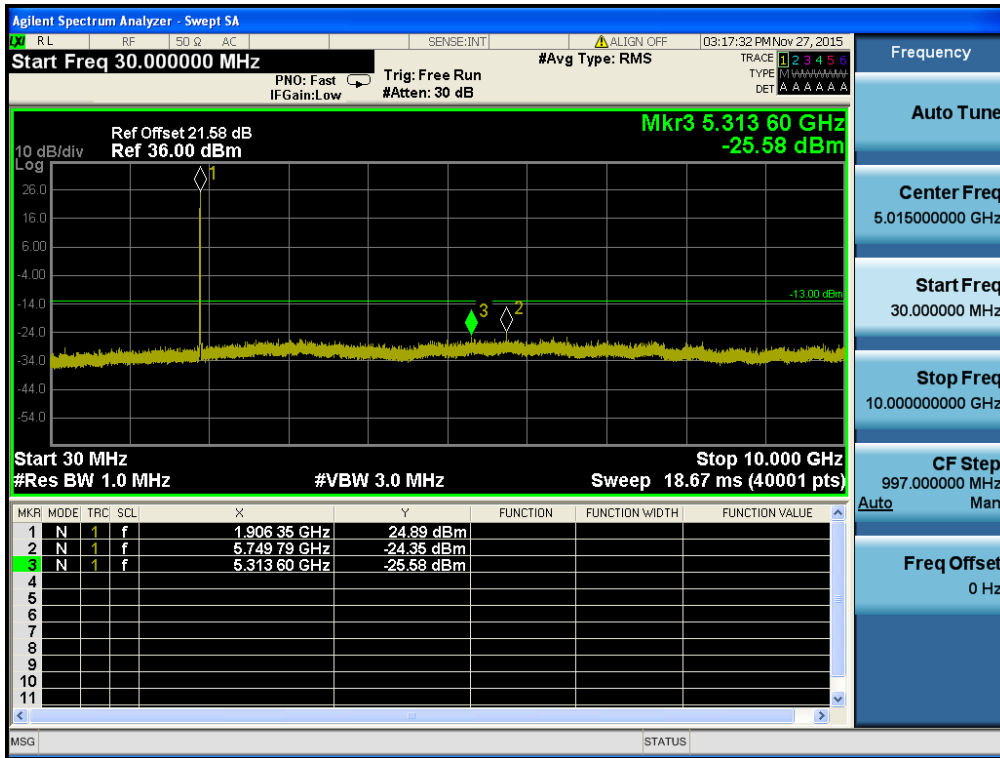 Agilent Spectrum Analyzer - Swept SA
LXI RL RF 50 Ω AC SENSE:INT ALIGN OFF 03:17:32 PM Nov 27, 2015
Start Freq 30.000000 MHz
PNO: Fast
IFGain:Low
Trig: Free Run
#Atten: 30 dB
#Avg Type: RMS
TRACE 1 2 3 4 5 6
TYPE M W W W W W
DET A A A A A A
Ref Offset 21.58 dB
10 dB/div Ref 36.00 dBm
Log
Mkr3 5.313 60 GHz
-25.58 dBm
1
26.0
16.0
6.00
-4.00
-13.00 dBm
-14.0
3 2
-24.0
-34.0
-44.0
-54.0
Start 30 MHz Stop 10.000 GHz
#Res BW 1.0 MHz #VBW 3.0 MHz Sweep 18.67 ms (40001 pts)
MKR MODE TRC SCL X Y FUNCTION FUNCTION WIDTH FUNCTION VALUE
1 N 1 f 1.906 35 GHz 24.89 dBm
2 N 1 f 5.749 79 GHz -24.35 dBm
3 N 1 f 5.313 60 GHz -25.58 dBm
4
5
6
7
8
9
10
11
MSG STATUS
Frequency
Auto Tune
Center Freq
5.015000000 GHz
Start Freq
30.000000 MHz
Stop Freq
10.000000000 GHz
CF Step
997.000000 MHz
Auto Man
Freq Offset
0 Hz